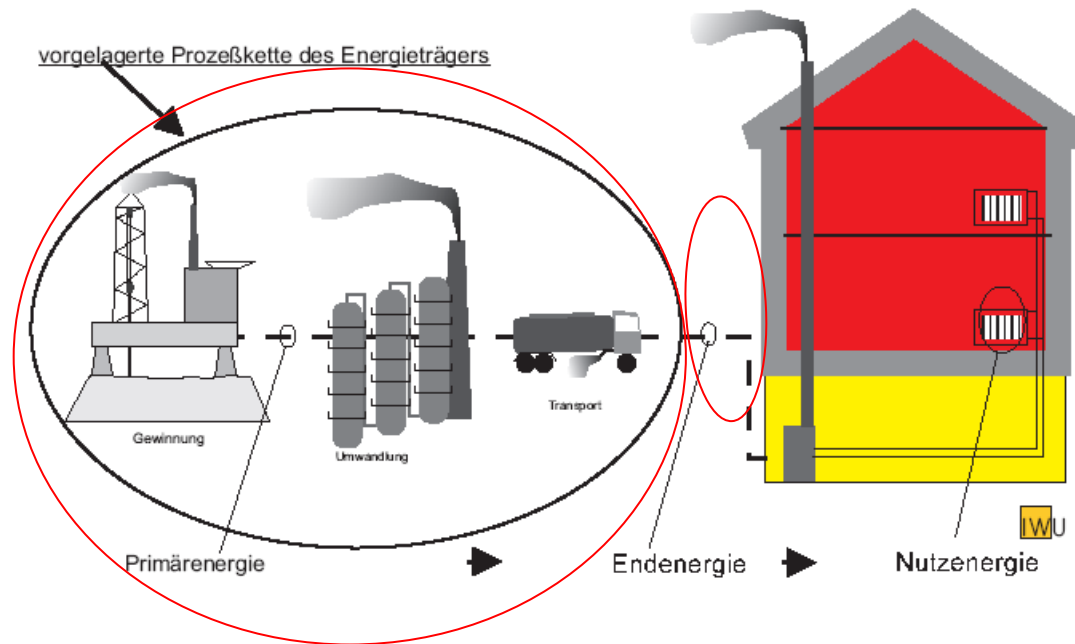 vorgelagerte Prozeßkette des Energieträgers
Gewinnung
Umwandlung
Transport
Primärenergie
Endenergie
Nutzenergie
IWU